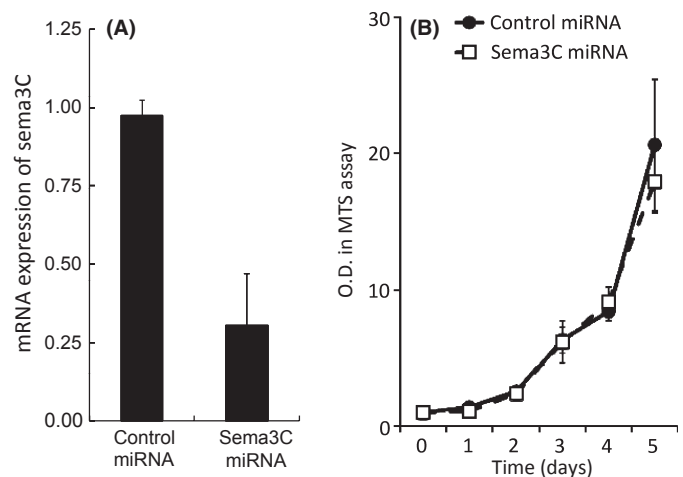 (A)
mRNA expression of sema3C
1.25
1.00
0.75
0.50
0.25
0.00
Control
miRNA
Sema3C
miRNA
(B)
Control miRNA
Sema3C miRNA
O.D. in MTS assay
30
20
10
0
0 1 2 3 4 5
Time (days)